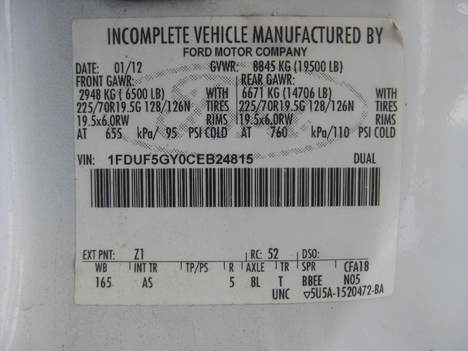 INCOMPLETE VEHICLE MANUFACTURED BY
FORD MOTOR COMPANY
DATE: 01/12 GVWR: 8845 KG (19500 LB)
FRONT GAWR: REAR GAWR:
2948 KG ( 6500 LB) WITH 6671 KG ( 14706 LB) WITH
225/70R19.5G 128/126N TIRES 225/70R19.5G 128/126N TIRES
19.5x6.0RW RIMS 19.5x6.0RW RIMS
AT 655 kPa/ 95 PSI COLD AT 760 kPa/110 PSI COLD
VIN: 1FDUF5GY0CEB24815 DUAL
EXT PNT: Z1 RC: 52 DSO:
WB INT TR TP/PS R AXLE TR SPR CFA18
165 AS 5 8L T BBEE N05
UNC ▽5U5A-1520472-BA